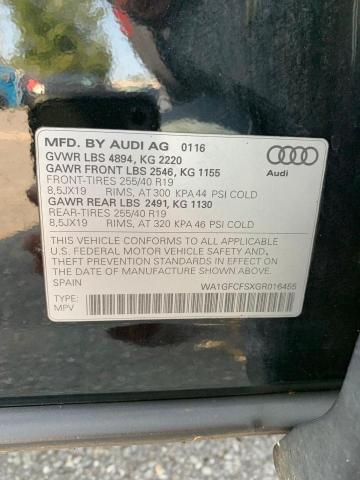 MFD. BY AUDI AG 0116
GVWR LBS 4894, KG 2220
GAWR FRONT LBS 2546, KG 1155
FRONT-TIRES 255/40 R19
8,5JX19 RIMS, AT 300 KPA 44 PSI COLD
GAWR REAR LBS 2491, KG 1130
REAR-TIRES 255/40 R19
8,5JX19 RIMS, AT 320 KPA 46 PSI COLD
Audi
THIS VEHICLE CONFORMS TO ALL APPLICABLE
U.S. FEDERAL MOTOR VEHICLE SAFETY, AND
THEFT PREVENTION STANDARDS IN EFFECT ON
THE DATE OF MANUFACTURE SHOWN ABOVE.
SPAIN WA1GFCFSXGR016455
TYPE:
MPV